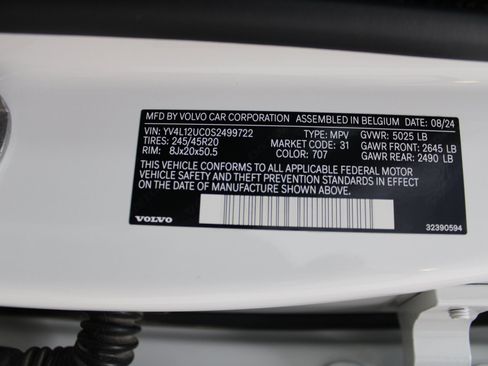 MFD BY VOLVO CAR CORPORATION ASSEMBLED IN BELGIUM 08/24
VIN: YV4L12UC0S2499722 TYPE: MPV GVWR: 5025 LB
TIRES: 245/45R20 MARKET CODE: 31 GAWR FRONT: 2645 LB
RIM: 8Jx20x50.5 COLOR: 707 GAWR REAR: 2490 LB
THIS VEHICLE CONFORMS TO ALL APPLICABLE FEDERAL MOTOR
VEHICLE SAFETY AND THEFT PREVENTION STANDARDS IN EFFECT
ON THE DATE OF MANUFACTURE SHOWN ABOVE.
VOLVO 32390594